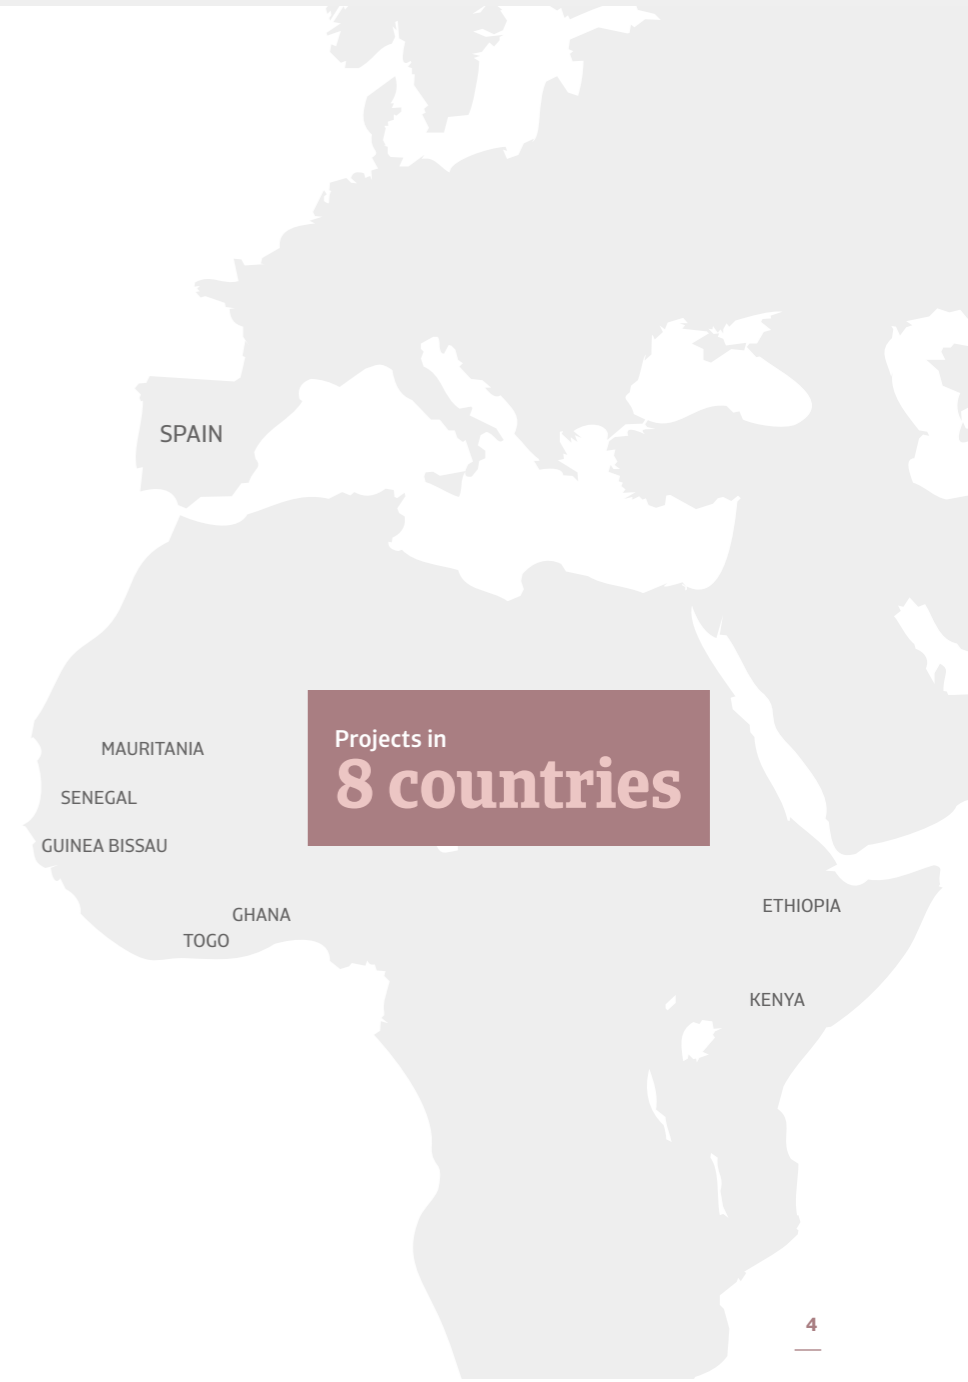 SPAIN
Projects in
8 countries
MAURITANIA
SENEGAL
GUINEA BISSAU
GHANA
TOGO
ETHIOPIA
KENYA
4